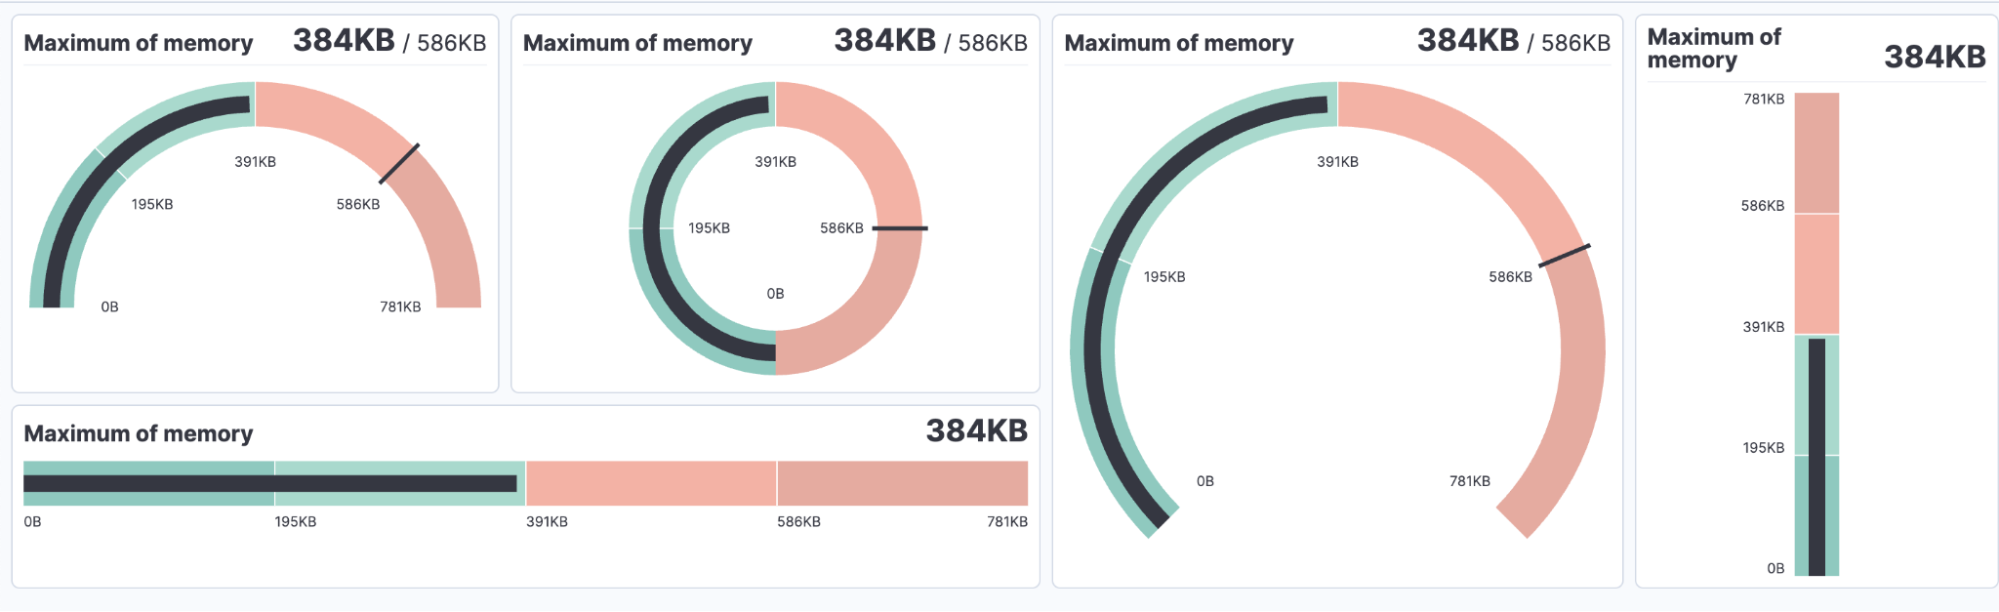 Maximum of memory 384KB / 586KB
391KB
195KB 586KB
0B 781KB
Maximum of memory 384KB / 586KB
391KB
195KB 586KB
0B
Maximum of memory 384KB / 586KB
391KB
195KB 586KB
0B 781KB
Maximum of
memory 384KB
781KB
586KB
391KB
195KB
0B
Maximum of memory 384KB
0B 195KB 391KB 586KB 781KB